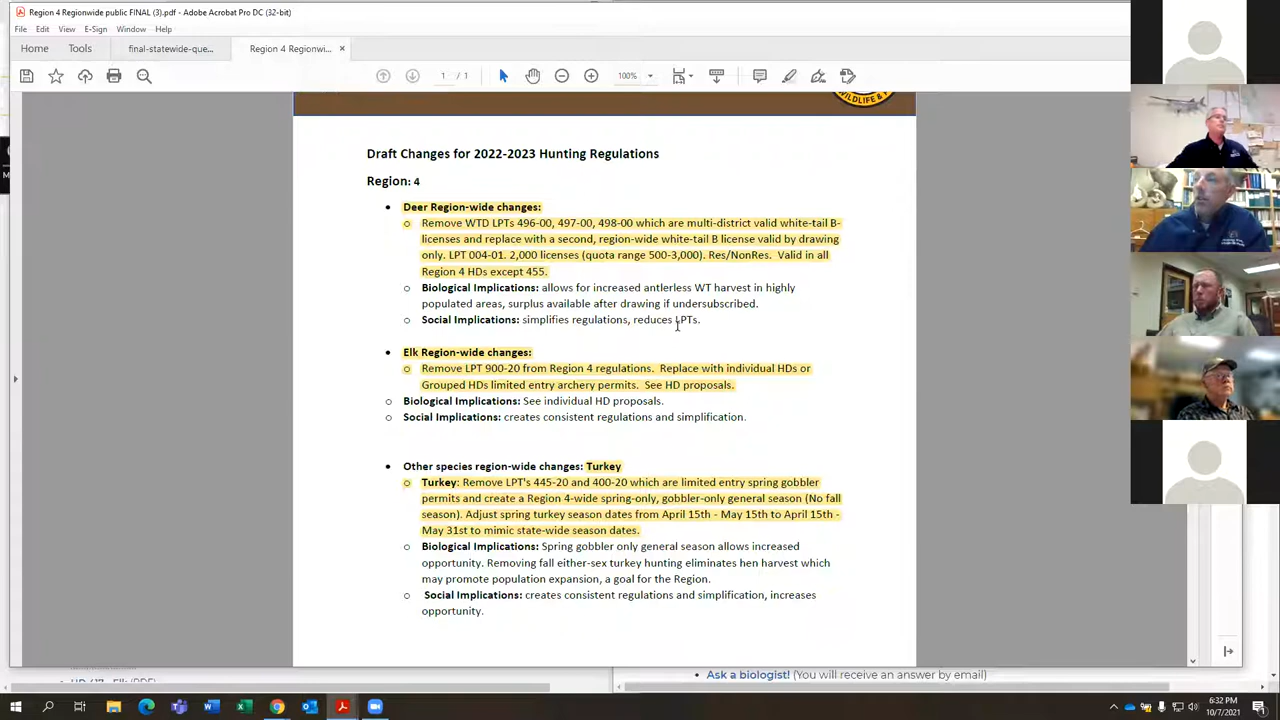 Region 4 Regionwide public FINAL (3).pdf - Adobe Acrobat Pro DC (32-bit)
File Edit View E-Sign Window Help
Home Tools final-statewide-que... Region 4 Regionwi... ×
1 / 1 100%
WILDLIFE &
Draft Changes for 2022-2023 Hunting Regulations
Region: 4
• Deer Region-wide changes:
o Remove WTD LPTs 496-00, 497-00, 498-00 which are multi-district valid white-tail B-
licenses and replace with a second, region-wide white-tail B license valid by drawing
only. LPT 004-01. 2,000 licenses (quota range 500-3,000). Res/NonRes. Valid in all
Region 4 HDs except 455.
o Biological Implications: allows for increased antlerless WT harvest in highly
populated areas, surplus available after drawing if undersubscribed.
o Social Implications: simplifies regulations, reduces LPTs.
• Elk Region-wide changes:
o Remove LPT 900-20 from Region 4 regulations. Replace with individual HDs or
Grouped HDs limited entry archery permits. See HD proposals.
o Biological Implications: See individual HD proposals.
o Social Implications: creates consistent regulations and simplification.
• Other species region-wide changes: Turkey
o Turkey: Remove LPT's 445-20 and 400-20 which are limited entry spring gobbler
permits and create a Region 4-wide spring-only, gobbler-only general season (No fall
season). Adjust spring turkey season dates from April 15th - May 15th to April 15th -
May 31st to mimic state-wide season dates.
o Biological Implications: Spring gobbler only general season allows increased
opportunity. Removing fall either-sex turkey hunting eliminates hen harvest which
may promote population expansion, a goal for the Region.
o Social Implications: creates consistent regulations and simplification, increases
opportunity.
• Ask a biologist! (You will receive an answer by email)
6:32 PM
10/7/2021